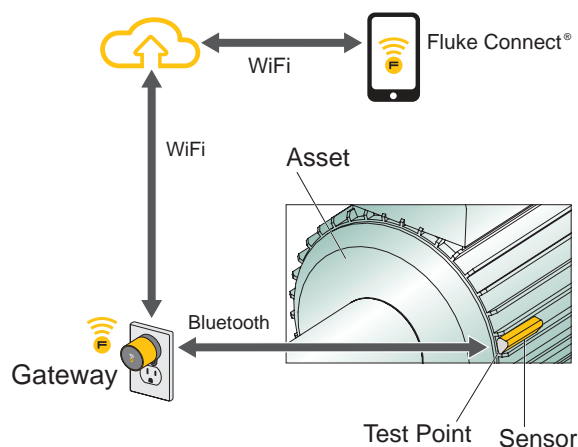 Fluke Connect®
WiFi
WiFi
Asset
Bluetooth
Gateway
Test Point
Sensor
F
F